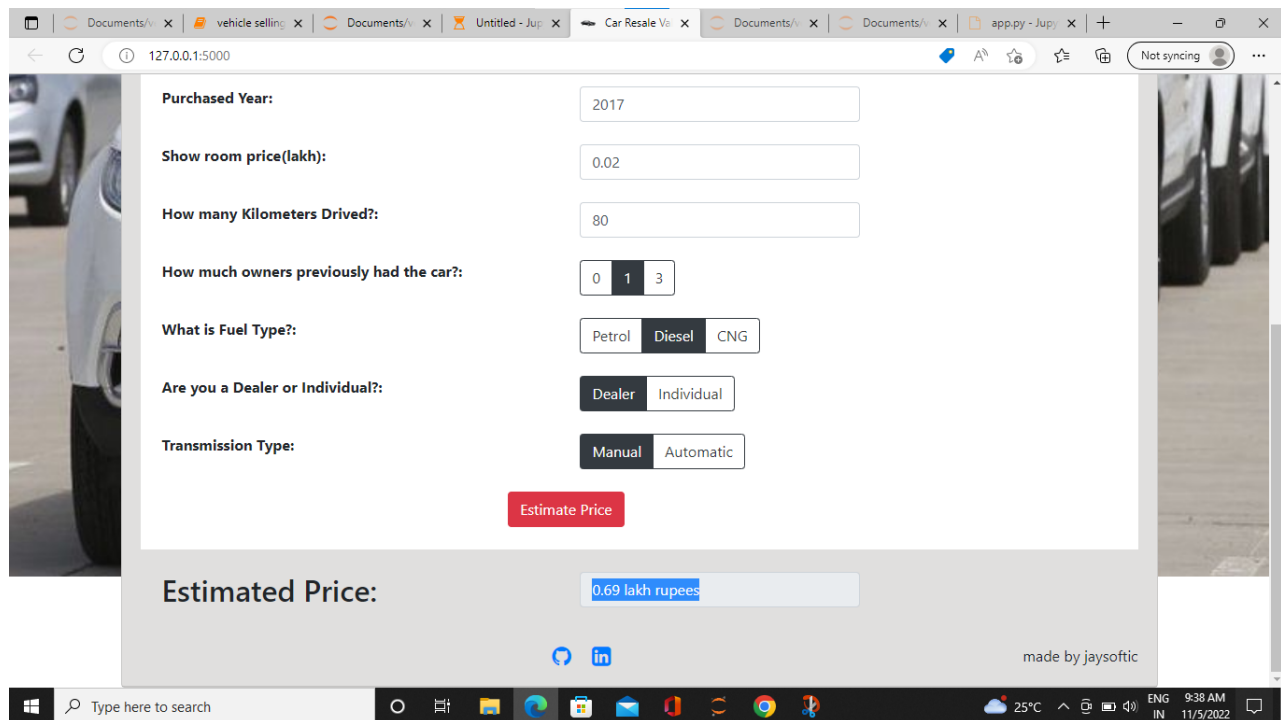 Documents/v
vehicle selling
Documents/v
Untitled - Jup
Car Resale Va
Documents/v
Documents/v
app.py - Jupy
127.0.0.1:5000
Not syncing
Purchased Year:
2017
Show room price(lakh):
0.02
How many Kilometers Drived?:
80
How much owners previously had the car?:
0 1 3
What is Fuel Type?:
Petrol Diesel CNG
Are you a Dealer or Individual?:
Dealer Individual
Transmission Type:
Manual Automatic
Estimate Price
Estimated Price:
0.69 lakh rupees
made by jaysoftic
Type here to search
25°C
ENG
IN
9:38 AM
11/5/2022